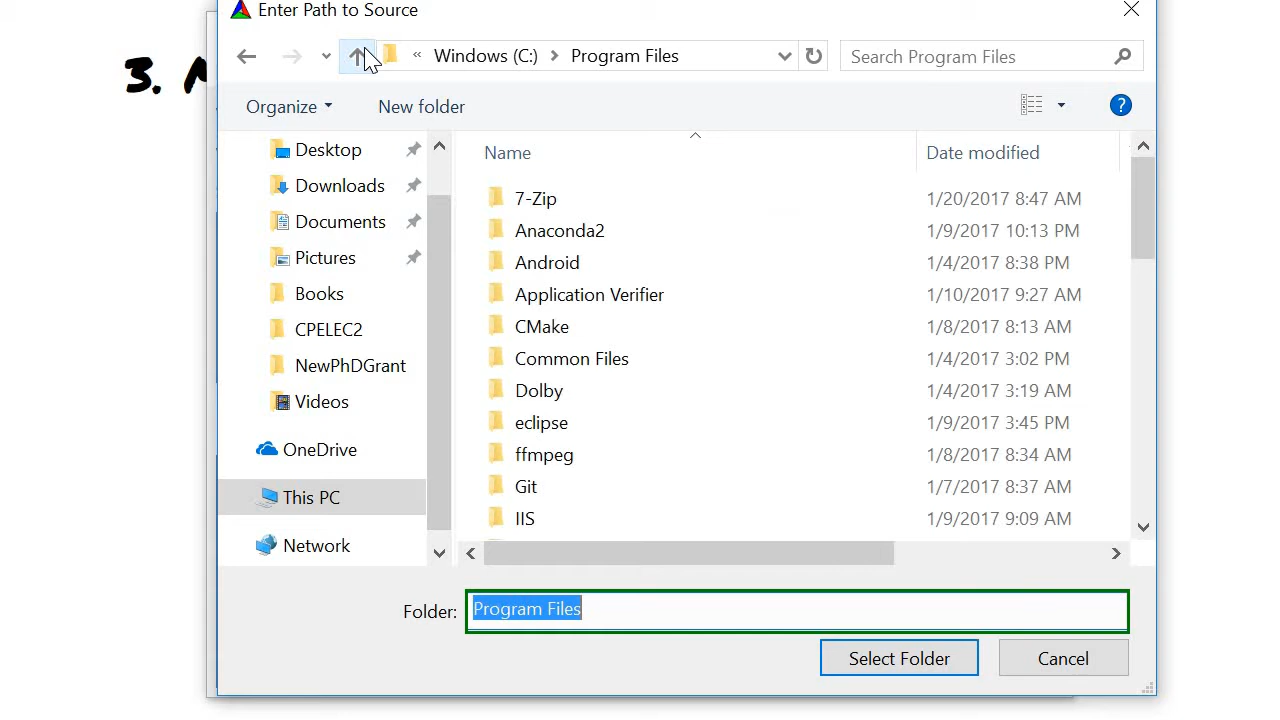 Enter Path to Source
3.
« Windows (C:) > Program Files
Search Program Files
Organize
New folder
?
Desktop
Downloads
Documents
Pictures
Books
CPELEC2
NewPhDGrant
Videos
OneDrive
This PC
Network
Name Date modified
7-Zip 1/20/2017 8:47 AM
Anaconda2 1/9/2017 10:13 PM
Android 1/4/2017 8:38 PM
Application Verifier 1/10/2017 9:27 AM
CMake 1/8/2017 8:13 AM
Common Files 1/4/2017 3:02 PM
Dolby 1/4/2017 3:19 AM
eclipse 1/9/2017 3:45 PM
ffmpeg 1/8/2017 8:34 AM
Git 1/7/2017 8:37 AM
IIS 1/9/2017 9:09 AM
Folder: Program Files
Select Folder
Cancel